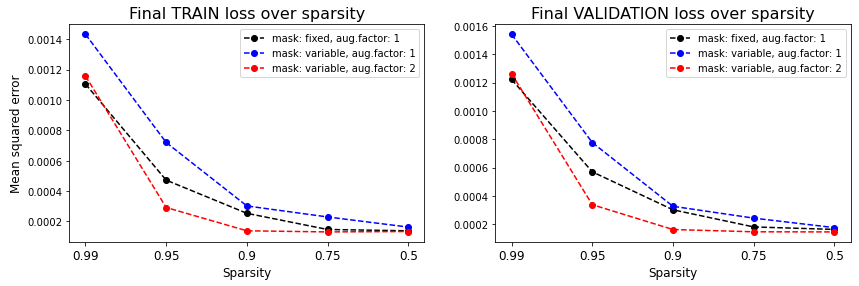 Final TRAIN loss over sparsity
mask: fixed, aug.factor: 1
mask: variable, aug.factor: 1
mask: variable, aug.factor: 2
Mean squared error
0.0014
0.0012
0.0010
0.0008
0.0006
0.0004
0.0002
0.99 0.95 0.9 0.75 0.5
Sparsity
Final VALIDATION loss over sparsity
mask: fixed, aug.factor: 1
mask: variable, aug.factor: 1
mask: variable, aug.factor: 2
0.0016
0.0014
0.0012
0.0010
0.0008
0.0006
0.0004
0.0002
0.99 0.95 0.9 0.75 0.5
Sparsity